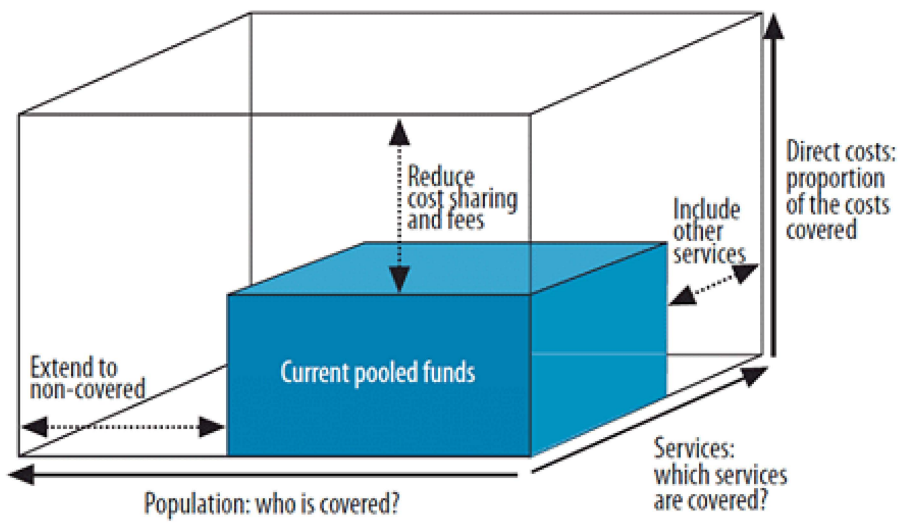 Reduce
cost sharing
and fees
Include
other
services
Direct costs:
proportion
of the costs
covered
Extend to
non-covered
Current pooled funds
Population: who is covered?
Services:
which services
are covered?